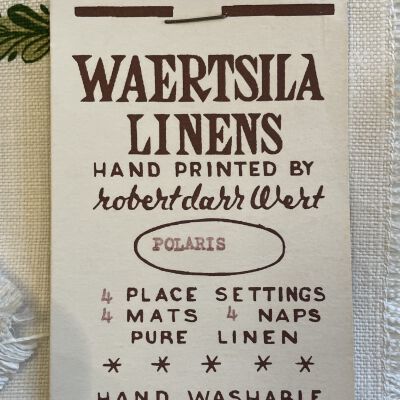 WAERTSILA
LINENS
HAND PRINTED BY
robert darr Wert
POLARIS
4 PLACE SETTINGS
4 MATS 4 NAPS
PURE LINEN
* * * * *
HAND WASHABLE